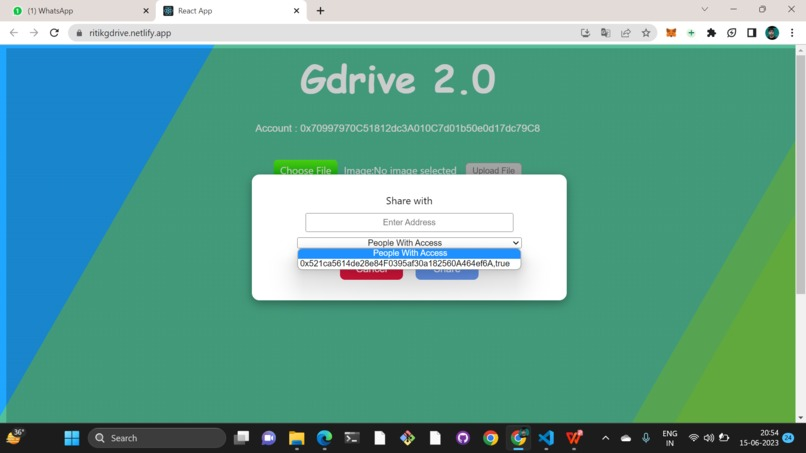 (1) WhatsApp
React App
ritikgdrive.netlify.app
Gdrive 2.0
Account : 0x70997970C51812dc3A010C7d01b50e0d17dc79C8
Choose File Image:No image selected Upload File
Share with
Enter Address
People With Access
People With Access
0x521ca5614de28e84F0395af30a182560A464ef6A,true
Cancel Share
36°
Search
ENG
IN
20:54
15-06-2023
24